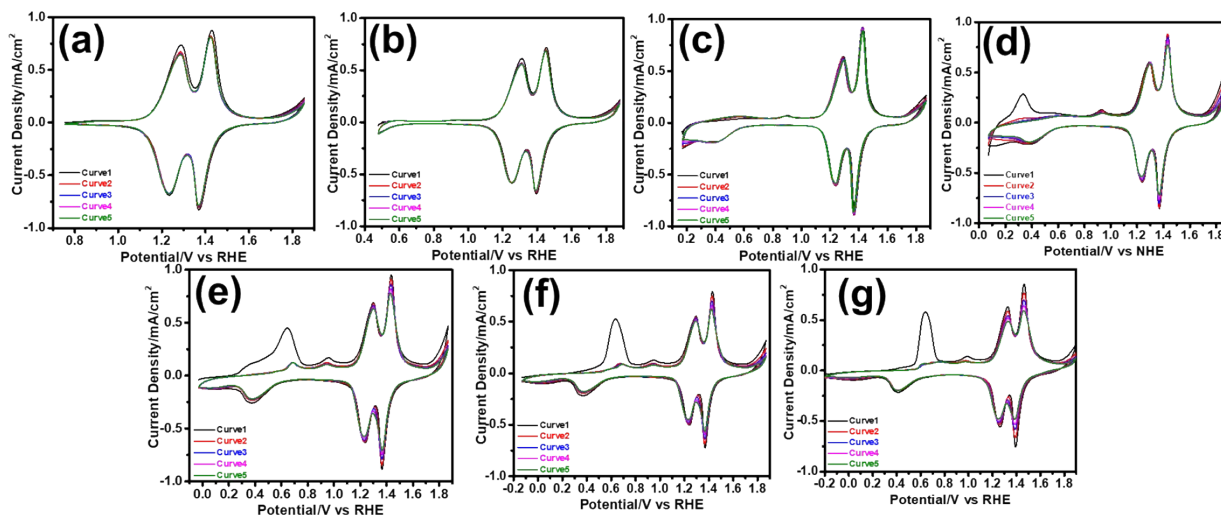 (a)
1.0
0.5
0.0
-0.5
-1.0
Current Density/mA/cm2
Curve1
Curve2
Curve3
Curve4
Curve5
0.8 1.0 1.2 1.4 1.6 1.8
Potential/V vs RHE
(b)
1.0
0.5
0.0
-0.5
-1.0
Current Density/mA/cm2
Curve1
Curve2
Curve3
Curve4
Curve5
0.4 0.6 0.8 1.0 1.2 1.4 1.6 1.8
Potential/V vs RHE
(c)
1.0
0.5
0.0
-0.5
-1.0
Current Density/mA/cm2
Curve1
Curve2
Curve3
Curve4
Curve5
0.2 0.4 0.6 0.8 1.0 1.2 1.4 1.6 1.8
Potential/V vs RHE
(d)
1.0
0.5
0.0
-0.5
-1.0
Current Density/mA/cm2
Curve1
Curve2
Curve3
Curve4
Curve5
0.0 0.2 0.4 0.6 0.8 1.0 1.2 1.4 1.6 1.8
Potential/V vs NHE
(e)
1.0
0.5
0.0
-0.5
-1.0
Current Density/mA/cm2
Curve1
Curve2
Curve3
Curve4
Curve5
0.0 0.2 0.4 0.6 0.8 1.0 1.2 1.4 1.6 1.8
Potential/V vs RHE
(f)
1.0
0.5
0.0
-0.5
-1.0
Current Density/mA/cm2
Curve1
Curve2
Curve3
Curve4
Curve5
-0.2 0.0 0.2 0.4 0.6 0.8 1.0 1.2 1.4 1.6 1.8
Potential/V vs RHE
(g)
1.0
0.5
0.0
-0.5
-1.0
Current Density/mA/cm2
Curve1
Curve2
Curve3
Curve4
Curve5
-0.2 0.0 0.2 0.4 0.6 0.8 1.0 1.2 1.4 1.6 1.8
Potential/V vs RHE